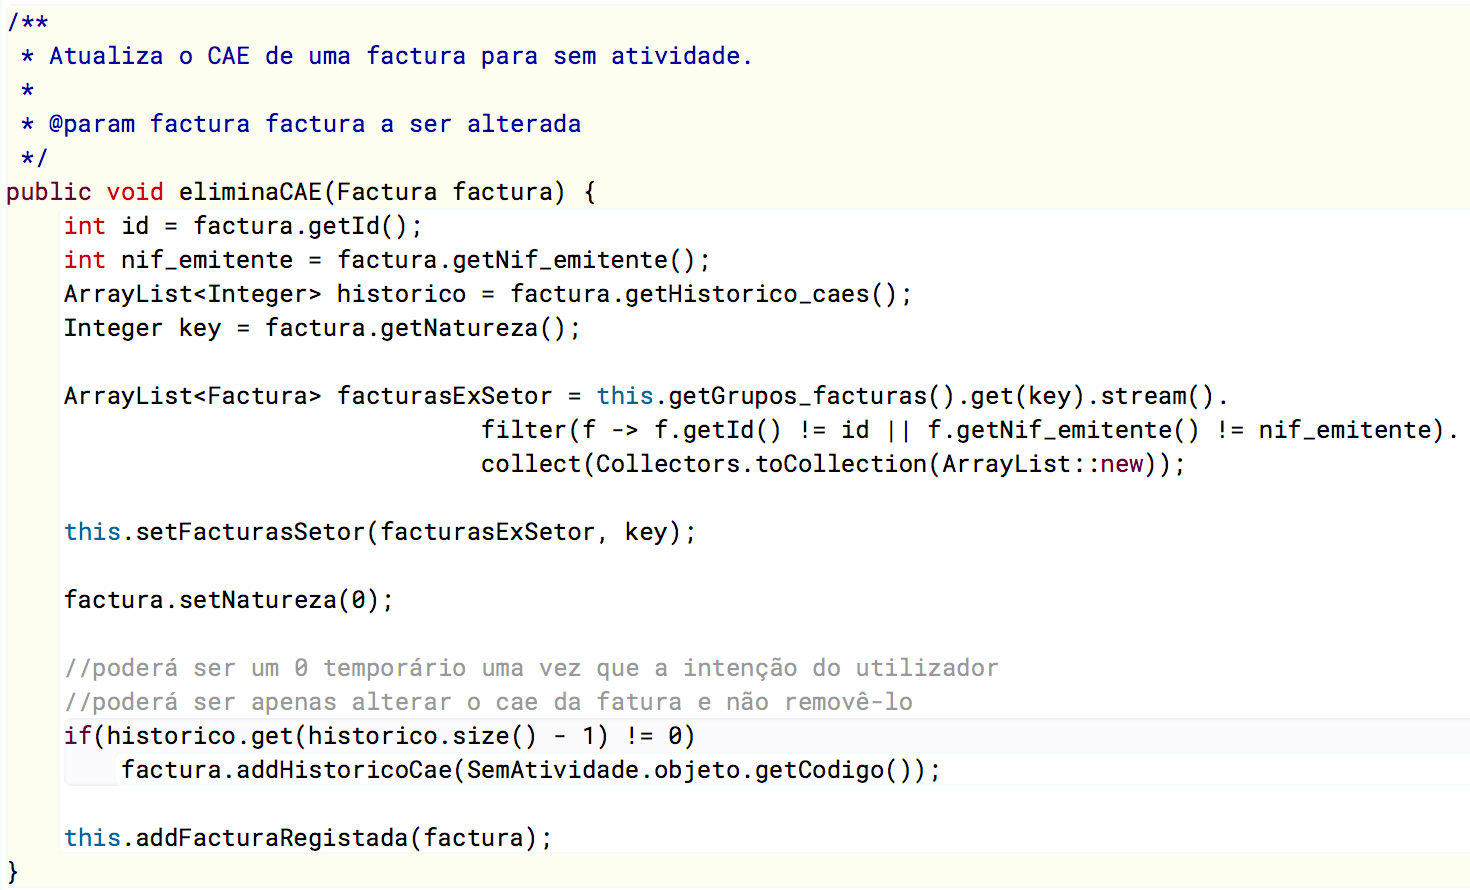 /**
 * Atualiza o CAE de uma factura para sem atividade.
 *
 * @param factura factura a ser alterada
 */
public void eliminaCAE(Factura factura) {
    int id = factura.getId();
    int nif_emitente = factura.getNif_emitente();
    ArrayList<Integer> historico = factura.getHistorico_caes();
    Integer key = factura.getNatureza();

    ArrayList<Factura> facturasExSetor = this.getGrupos_facturas().get(key).stream().
                                 filter(f -> f.getId() != id || f.getNif_emitente() != nif_emitente).
                                 collect(Collectors.toCollection(ArrayList::new));

    this.setFacturasSetor(facturasExSetor, key);

    factura.setNatureza(0);

    //poderá ser um 0 temporário uma vez que a intenção do utilizador
    //poderá ser apenas alterar o cae da fatura e não removê-lo
    if(historico.get(historico.size() - 1) != 0)
        factura.addHistoricoCae(SemAtividade.objeto.getCodigo());

    this.addFacturaRegistada(factura);
}